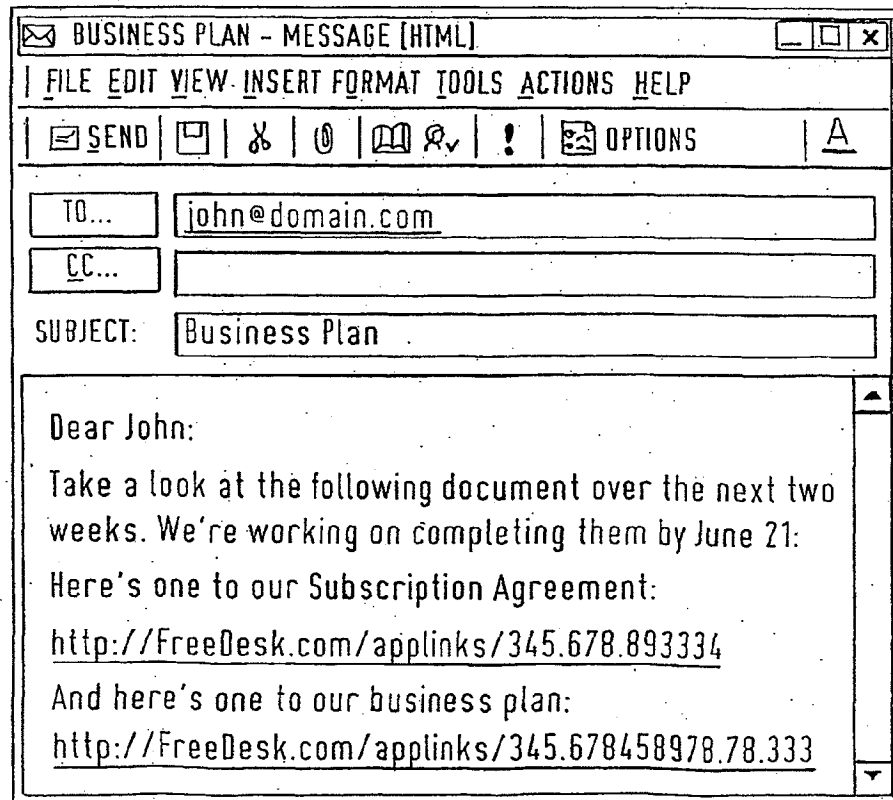 BUSINESS PLAN - MESSAGE [HTML]
FILE EDIT VIEW INSERT FORMAT TOOLS ACTIONS HELP
SEND ! OPTIONS A
TO... john@domain.com
CC...
SUBJECT: Business Plan
Dear John:
Take a look at the following document over the next two
weeks. We're working on completing them by June 21:
Here's one to our Subscription Agreement:
http://FreeDesk.com/applinks/345.678.893334
And here's one to our business plan:
http://FreeDesk.com/applinks/345.678458978.78.333